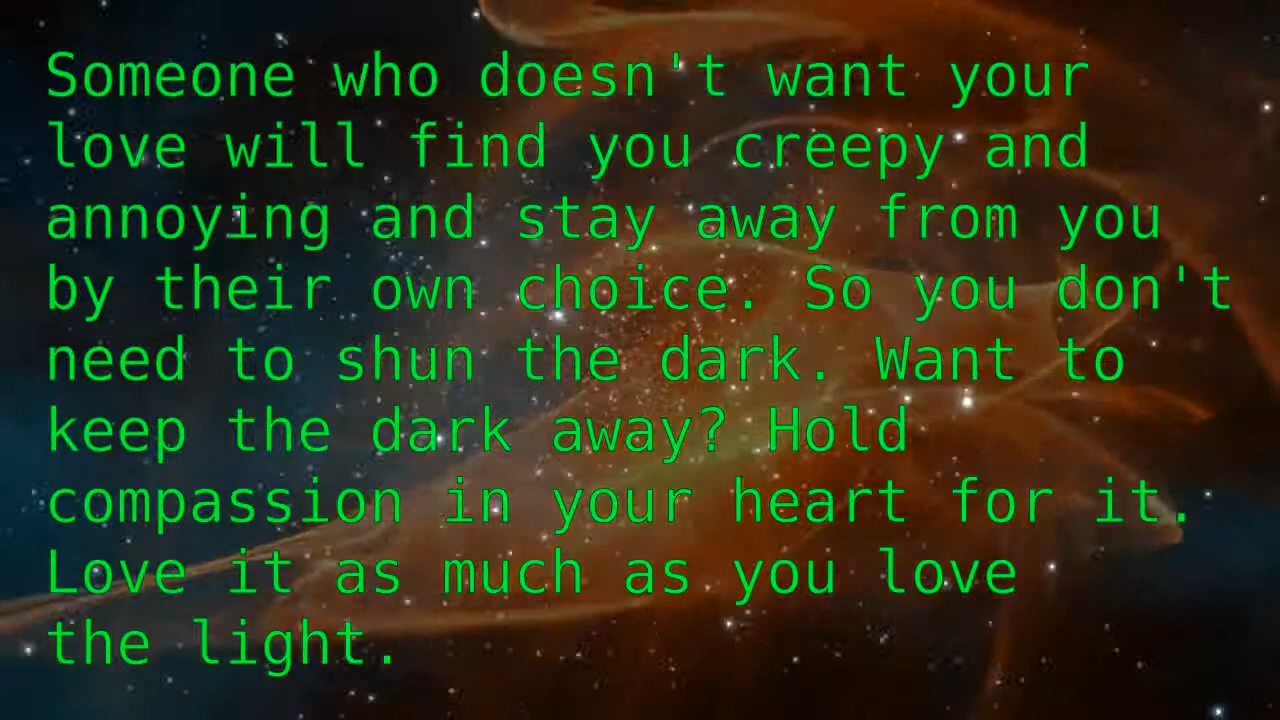 Someone who doesn't want your
love will find you creepy and
annoying and stay away from you
by their own choice. So you don't
need to shun the dark. Want to
keep the dark away? Hold
compassion in your heart for it.
Love it as much as you love
the light.